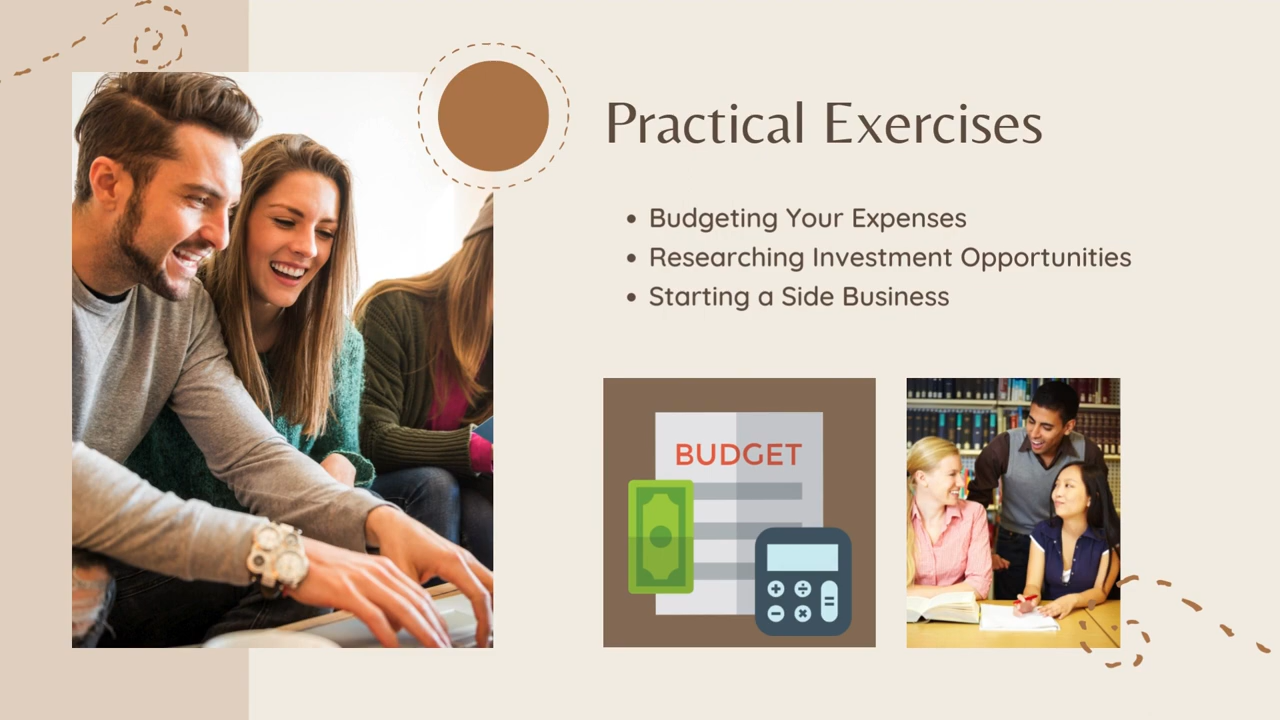 Practical Exercises
Budgeting Your Expenses
Researching Investment Opportunities
Starting a Side Business
BUDGET